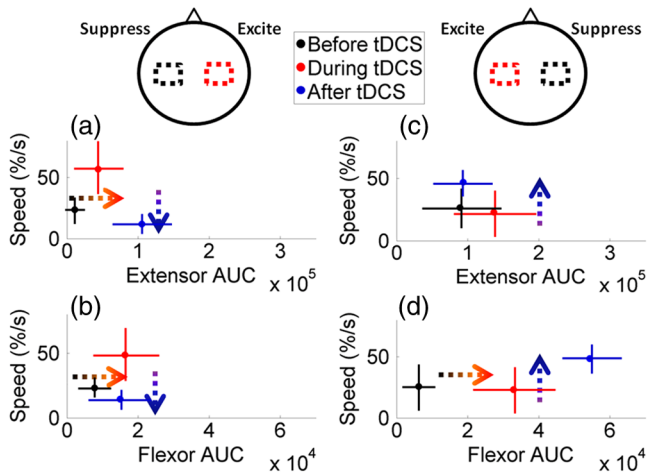 Suppress Excite
Before tDCS
During tDCS
After tDCS
Excite Suppress
(a)
Speed (%/s)
50
0
0 1 2 3
Extensor AUC
x 10^5
(c)
Speed (%/s)
50
0
0 1 2 3
Extensor AUC
x 10^5
(b)
Speed (%/s)
50
0
0 2 4 6
Flexor AUC
x 10^4
(d)
Speed (%/s)
50
0
0 2 4 6
Flexor AUC
x 10^4